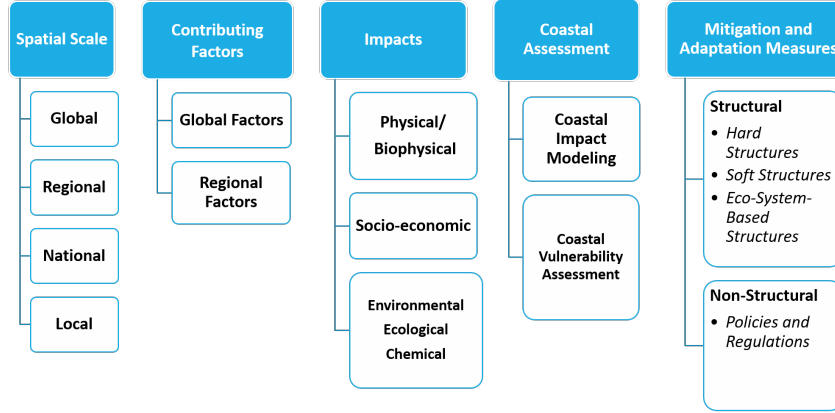 Spatial Scale
Global
Regional
National
Local
Contributing
Factors
Global Factors
Regional
Factors
Impacts
Physical/
Biophysical
Socio-economic
Environmental
Ecological
Chemical
Coastal
Assessment
Coastal
Impact
Modeling
Coastal
Vulnerability
Assessment
Mitigation and
Adaptation Measures
Structural
• Hard
Structures
• Soft Structures
• Eco-System-
Based
Structures
Non-Structural
• Policies and
Regulations